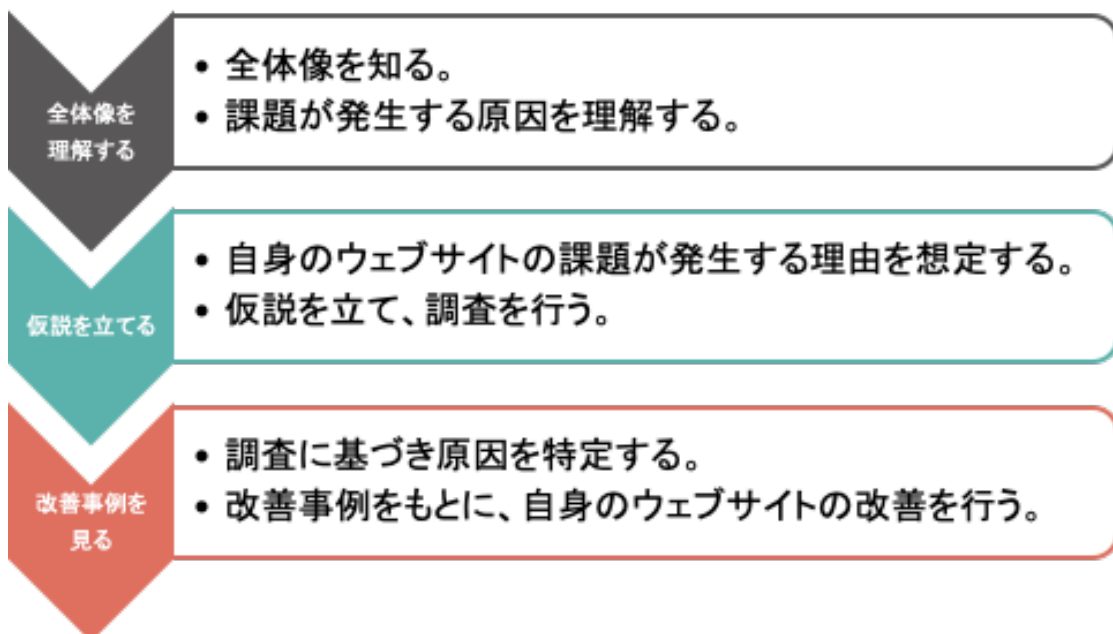 全体像を
理解する
• 全体像を知る。
• 課題が発生する原因を理解する。
仮説を立てる
• 自身のウェブサイトの課題が発生する理由を想定する。
• 仮説を立て、調査を行う。
改善事例を
見る
• 調査に基づき原因を特定する。
• 改善事例をもとに、自身のウェブサイトの改善を行う。